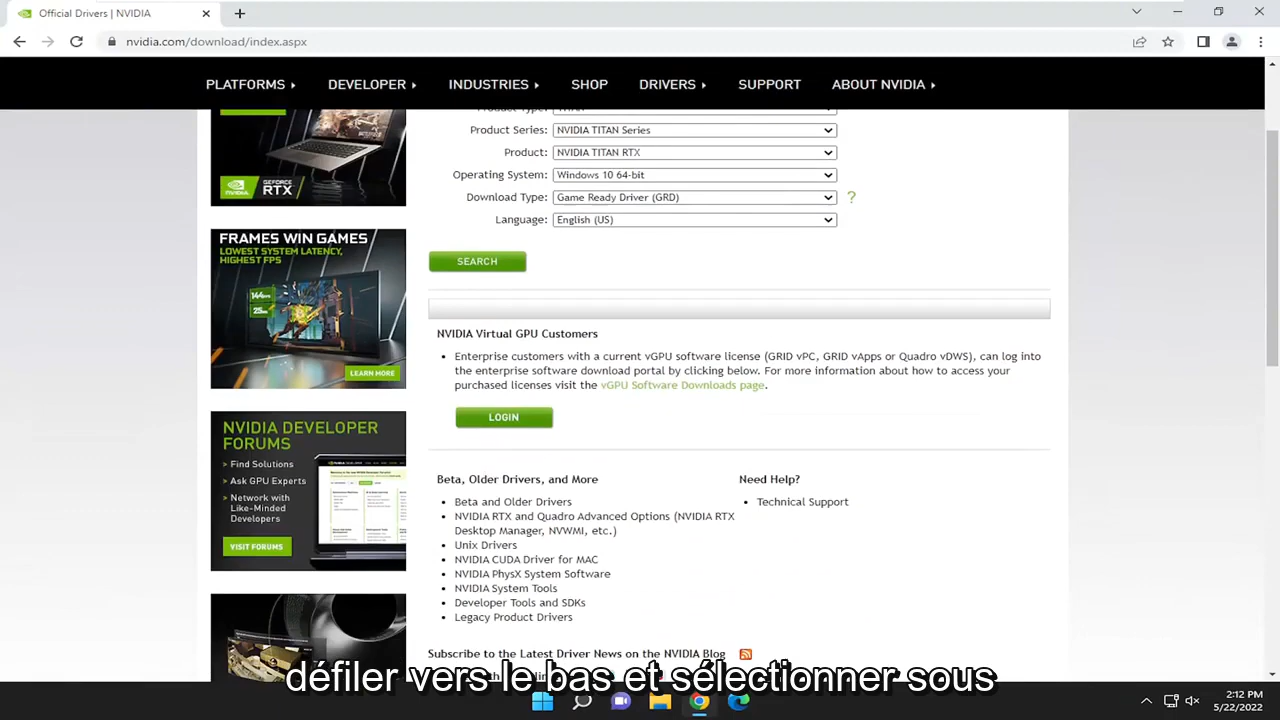 Official Drivers | NVIDIA
nvidia.com/download/index.aspx
PLATFORMS DEVELOPER INDUSTRIES SHOP DRIVERS SUPPORT ABOUT NVIDIA
Product Series: NVIDIA TITAN Series
Product: NVIDIA TITAN RTX
Operating System: Windows 10 64-bit
Download Type: Game Ready Driver (GRD) ?
Language: English (US)
SEARCH
NVIDIA GEFORCE RTX
FRAMES WIN GAMES
LOWEST SYSTEM LATENCY,
HIGHEST FPS
LEARN MORE
NVIDIA Virtual GPU Customers
Enterprise customers with a current vGPU software license (GRID vPC, GRID vApps or Quadro vDWS), can log into
the enterprise software download portal by clicking below. For more information about how to access your
purchased licenses visit the vGPU Software Downloads page.
LOGIN
NVIDIA DEVELOPER
FORUMS
> Find Solutions
> Ask GPU Experts
> Network with
Like-Minded
Developers
VISIT FORUMS
Beta, Older Drivers, and More
Beta and Older Drivers
NVIDIA RTX and Quadro Advanced Options (NVIDIA RTX
Desktop Manager, NVWMI, etc.)
Unix Drivers
NVIDIA CUDA Driver for MAC
NVIDIA PhysX System Software
NVIDIA System Tools
Developer Tools and SDKs
Legacy Product Drivers
Need Help?
Technical Support
Subscribe to the Latest Driver News on the NVIDIA Blog
défiler vers le bas et sélectionner sous
2:12 PM
5/22/2022